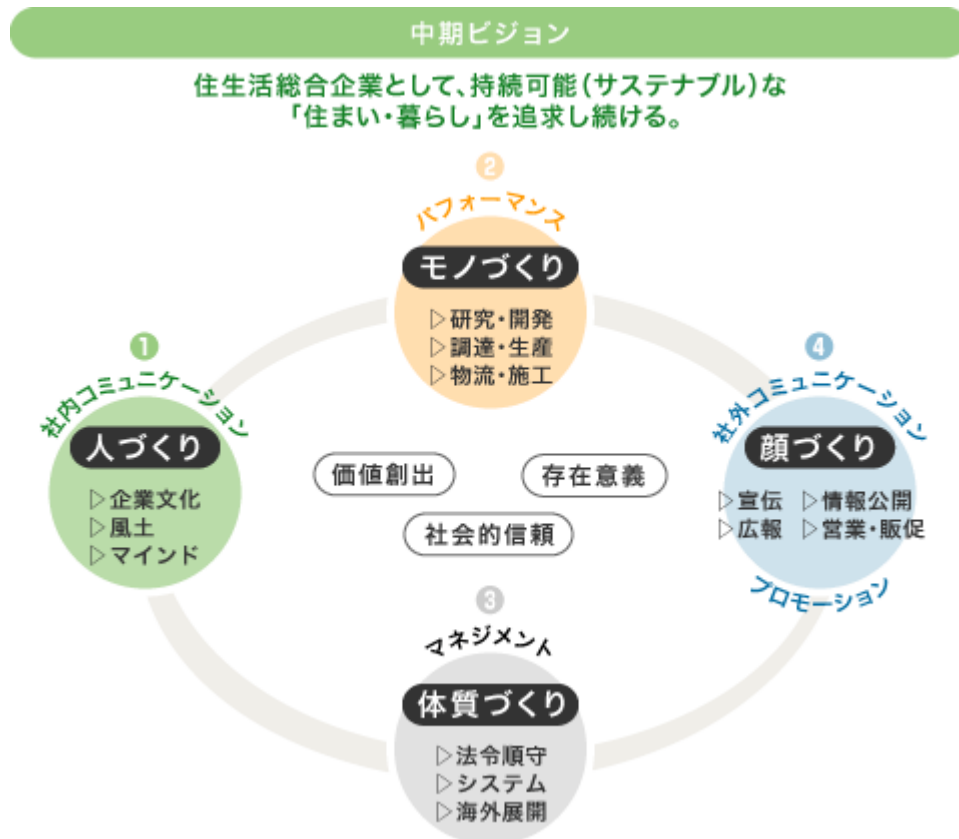 中期ビジョン
住生活総合企業として、持続可能（サステナブル）な
「住まい・暮らし」を追求し続ける。
❷
パフォーマンス
モノづくり
▷研究・開発
▷調達・生産
▷物流・施工
❶
社内コミュニケーション
人づくり
▷企業文化
▷風土
▷マインド
❹
社外コミュニケーション
顔づくり
▷宣伝 ▷情報公開
▷広報 ▷営業・販促
プロモーション
価値創出
存在意義
社会的信頼
❸
マネジメント
体質づくり
▷法令順守
▷システム
▷海外展開